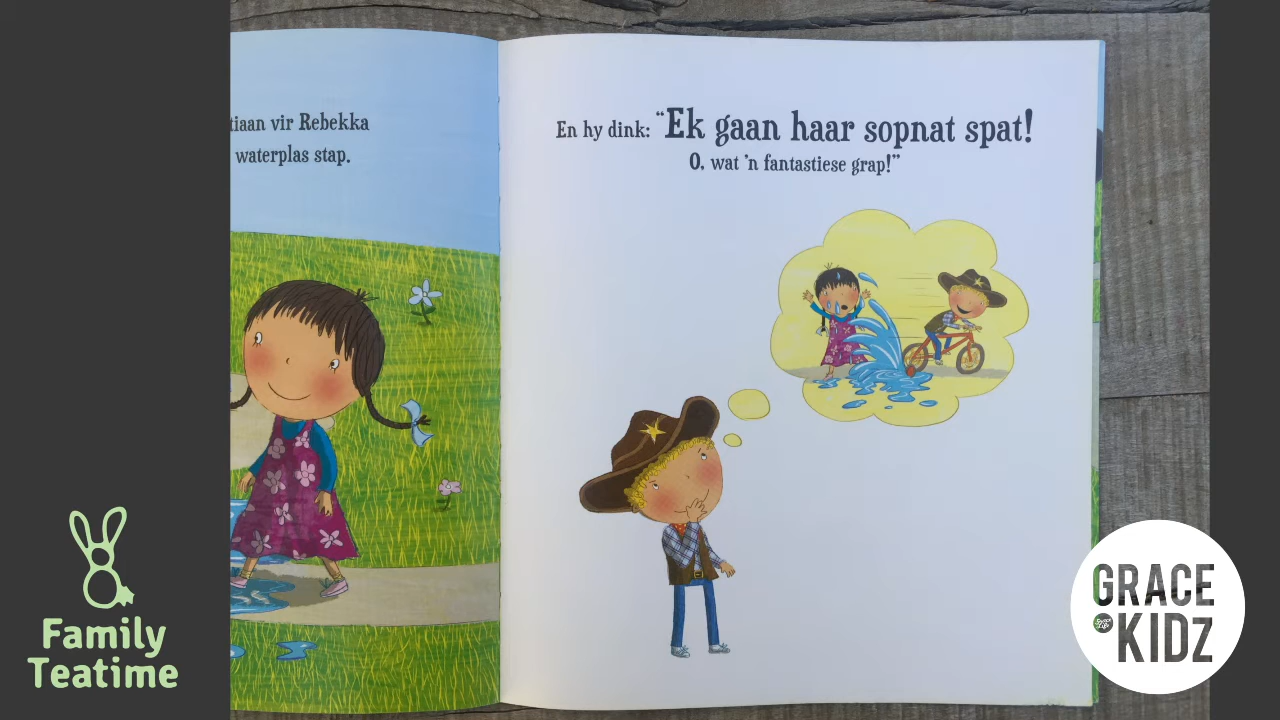 tiaan vir Rebekka
waterplas stap.
En hy dink: “Ek gaan haar sopnat spat!
O, wat ’n fantastiese grap!”
Family
Teatime
GRACE
KIDZ